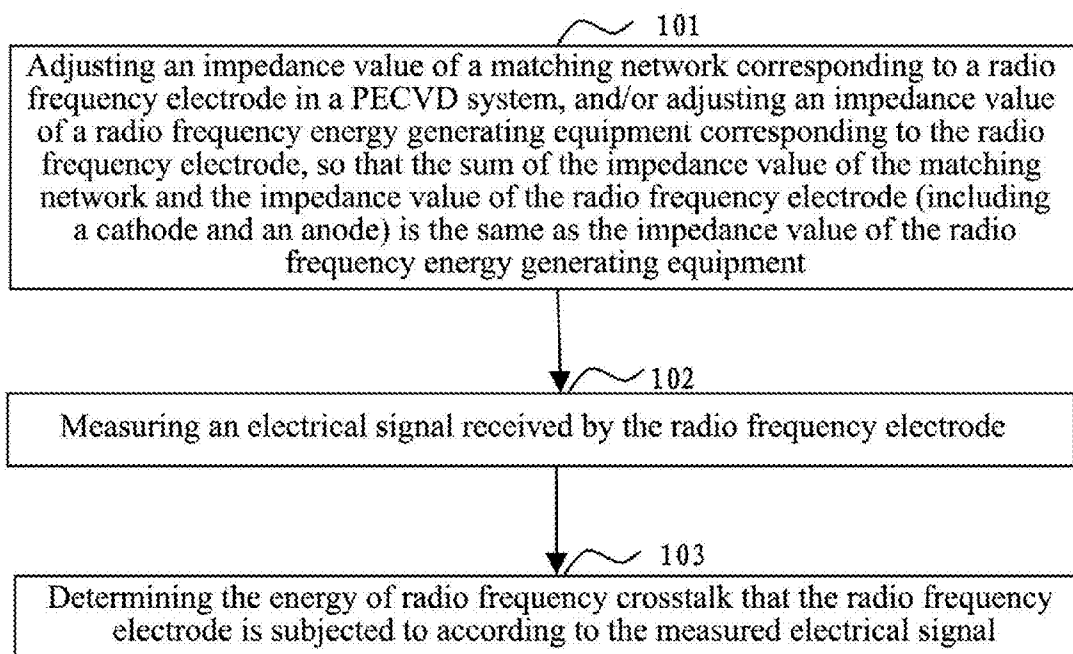 101
Adjusting an impedance value of a matching network corresponding to a radio
frequency electrode in a PECVD system, and/or adjusting an impedance value
of a radio frequency energy generating equipment corresponding to the radio
frequency electrode, so that the sum of the impedance value of the matching
network and the impedance value of the radio frequency electrode (including
a cathode and an anode) is the same as the impedance value of the radio
frequency energy generating equipment
102
Measuring an electrical signal received by the radio frequency electrode
103
Determining the energy of radio frequency crosstalk that the radio frequency
electrode is subjected to according to the measured electrical signal